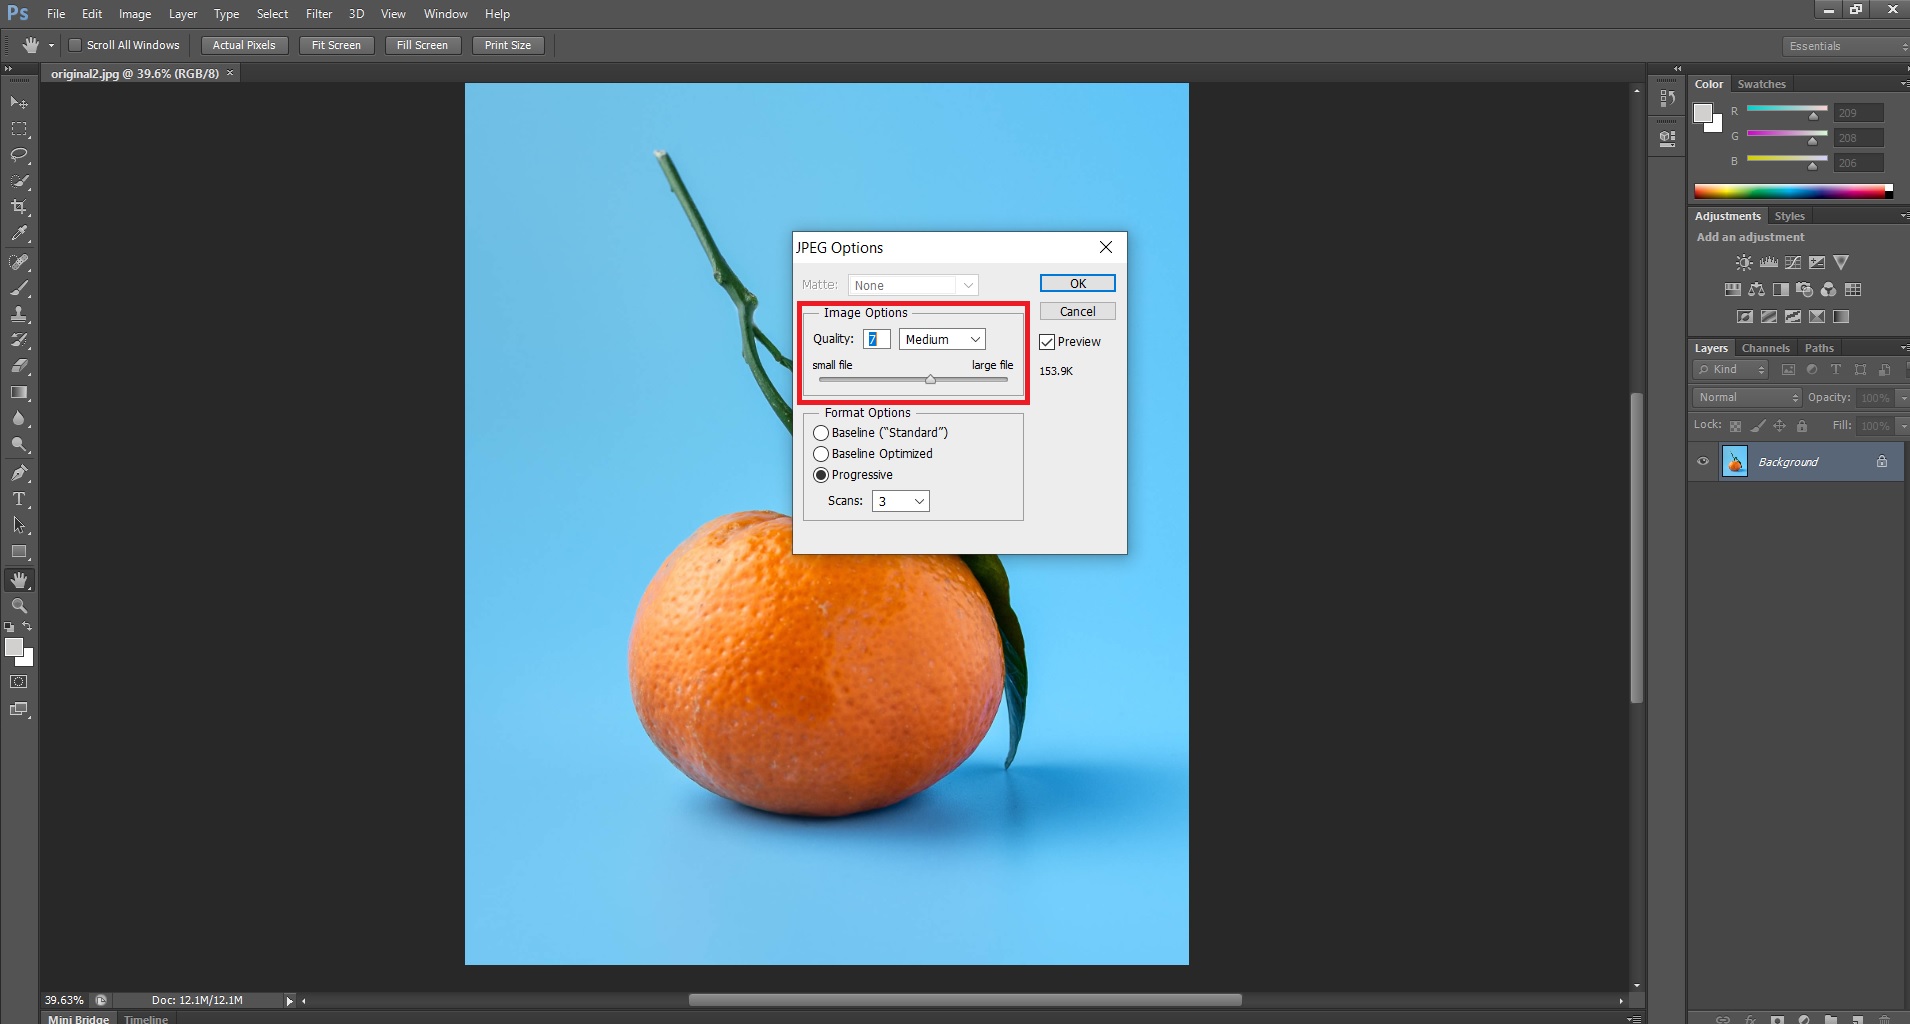 Ps File Edit Image Layer Type Select Filter 3D View Window Help
Scroll All Windows Actual Pixels Fit Screen Fill Screen Print Size Essentials
original2.jpg @ 39.6% (RGB/8) ×
Color Swatches
R 209
G 208
B 206
Adjustments Styles
Add an adjustment
JPEG Options
Matte: None
OK
Image Options
Cancel
Quality: 7 Medium
Preview
small file large file
153.9K
Format Options
Baseline (“Standard”)
Baseline Optimized
Progressive
Scans: 3
Layers Channels Paths
Kind
Normal Opacity: 100%
Lock: Fill: 100%
Background
39.63% Doc: 12.1M/12.1M
Mini Bridge Timeline